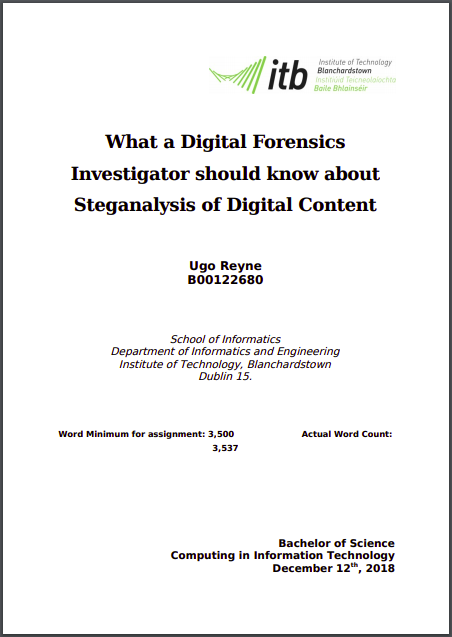 itb
Institute of Technology
Blanchardstown
Institiúid Teicneolaíochta
Baile Bhlainséir
What a Digital Forensics
Investigator should know about
Steganalysis of Digital Content
Ugo Reyne
B00122680
School of Informatics
Department of Informatics and Engineering
Institute of Technology, Blanchardstown
Dublin 15.
Word Minimum for assignment: 3,500 Actual Word Count:
3,537
Bachelor of Science
Computing in Information Technology
December 12th, 2018